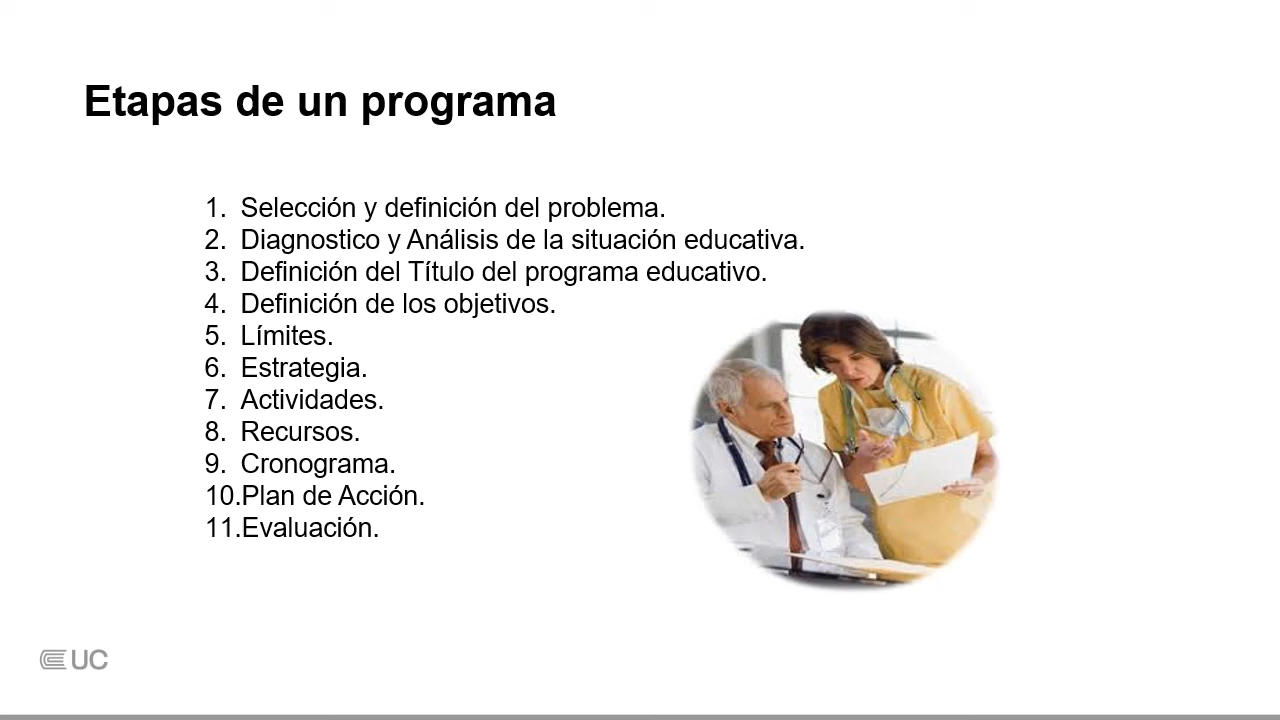 Etapas de un programa
1. Selección y definición del problema.
2. Diagnostico y Análisis de la situación educativa.
3. Definición del Título del programa educativo.
4. Definición de los objetivos.
5. Límites.
6. Estrategia.
7. Actividades.
8. Recursos.
9. Cronograma.
10.Plan de Acción.
11.Evaluación.
UC